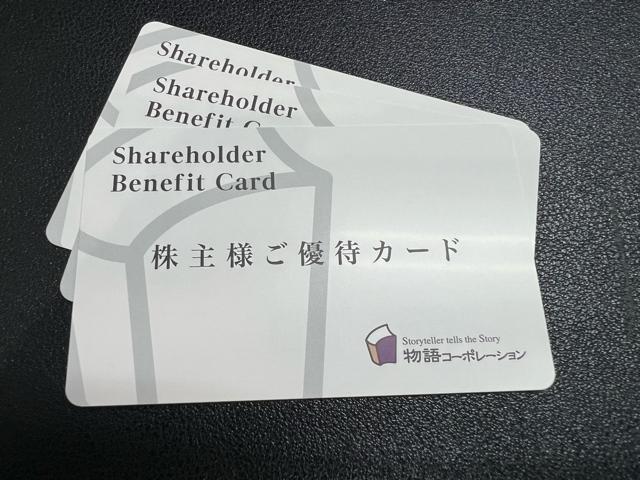 Shareholder
Shareholder
Benefit C
Shareholder
Benefit Card
株主様ご優待カード
Storyteller tells the Story
物語コーポレーション